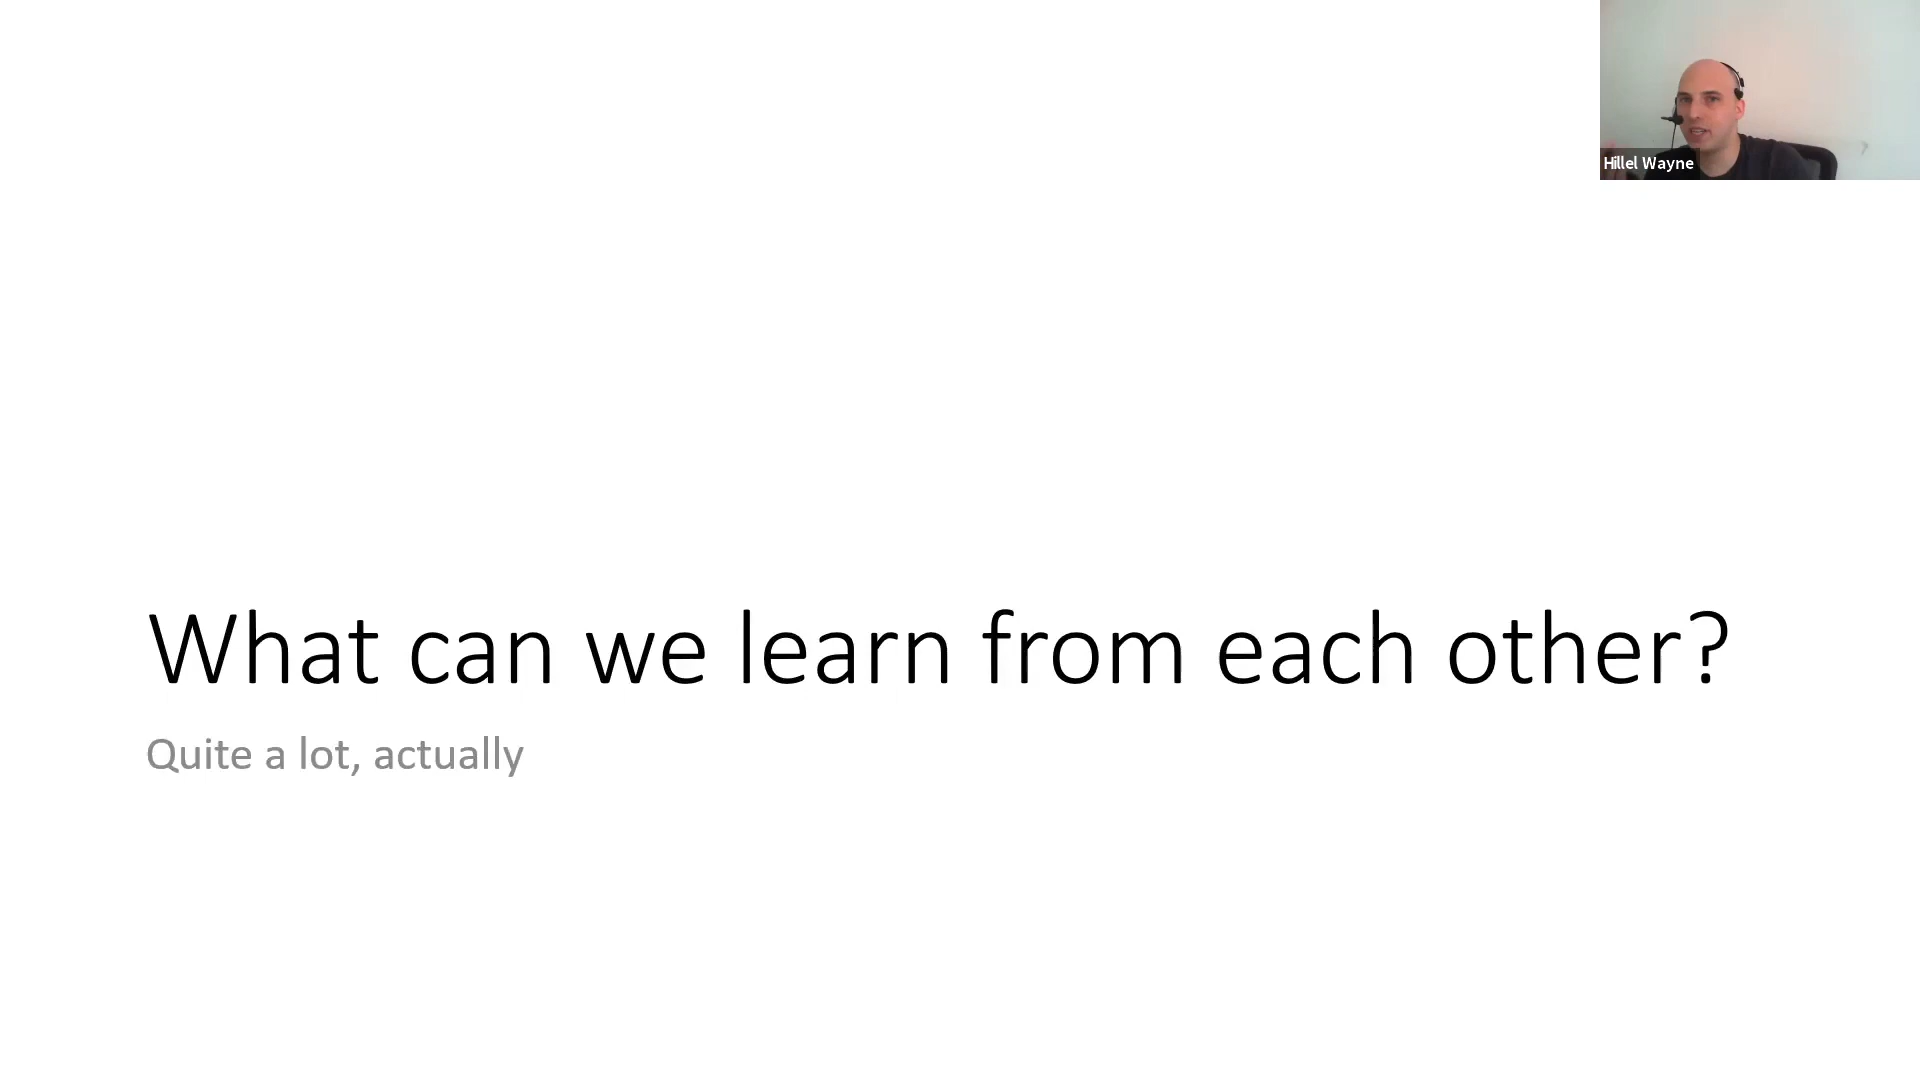 Hillel Wayne
What can we learn from each other?
Quite a lot, actually